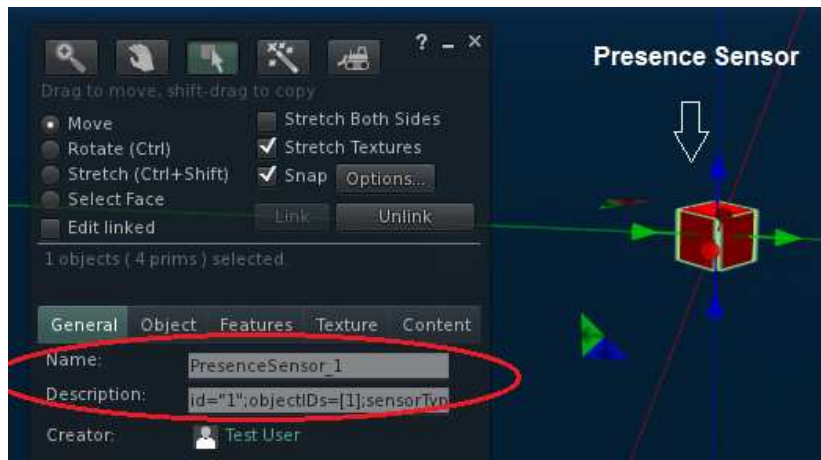 ? – ×
Presence Sensor
Drag to move, shift-drag to copy
Move
Rotate (Ctrl)
Stretch (Ctrl+Shift)
Select Face
Edit linked
Stretch Both Sides
Stretch Textures
Snap Options...
Link Unlink
1 objects ( 4 prims ) selected
General Object Features Texture Content
Name: PresenceSensor_1
Description: id="1";objectIDs=[1];sensorTyp
Creator: Test User